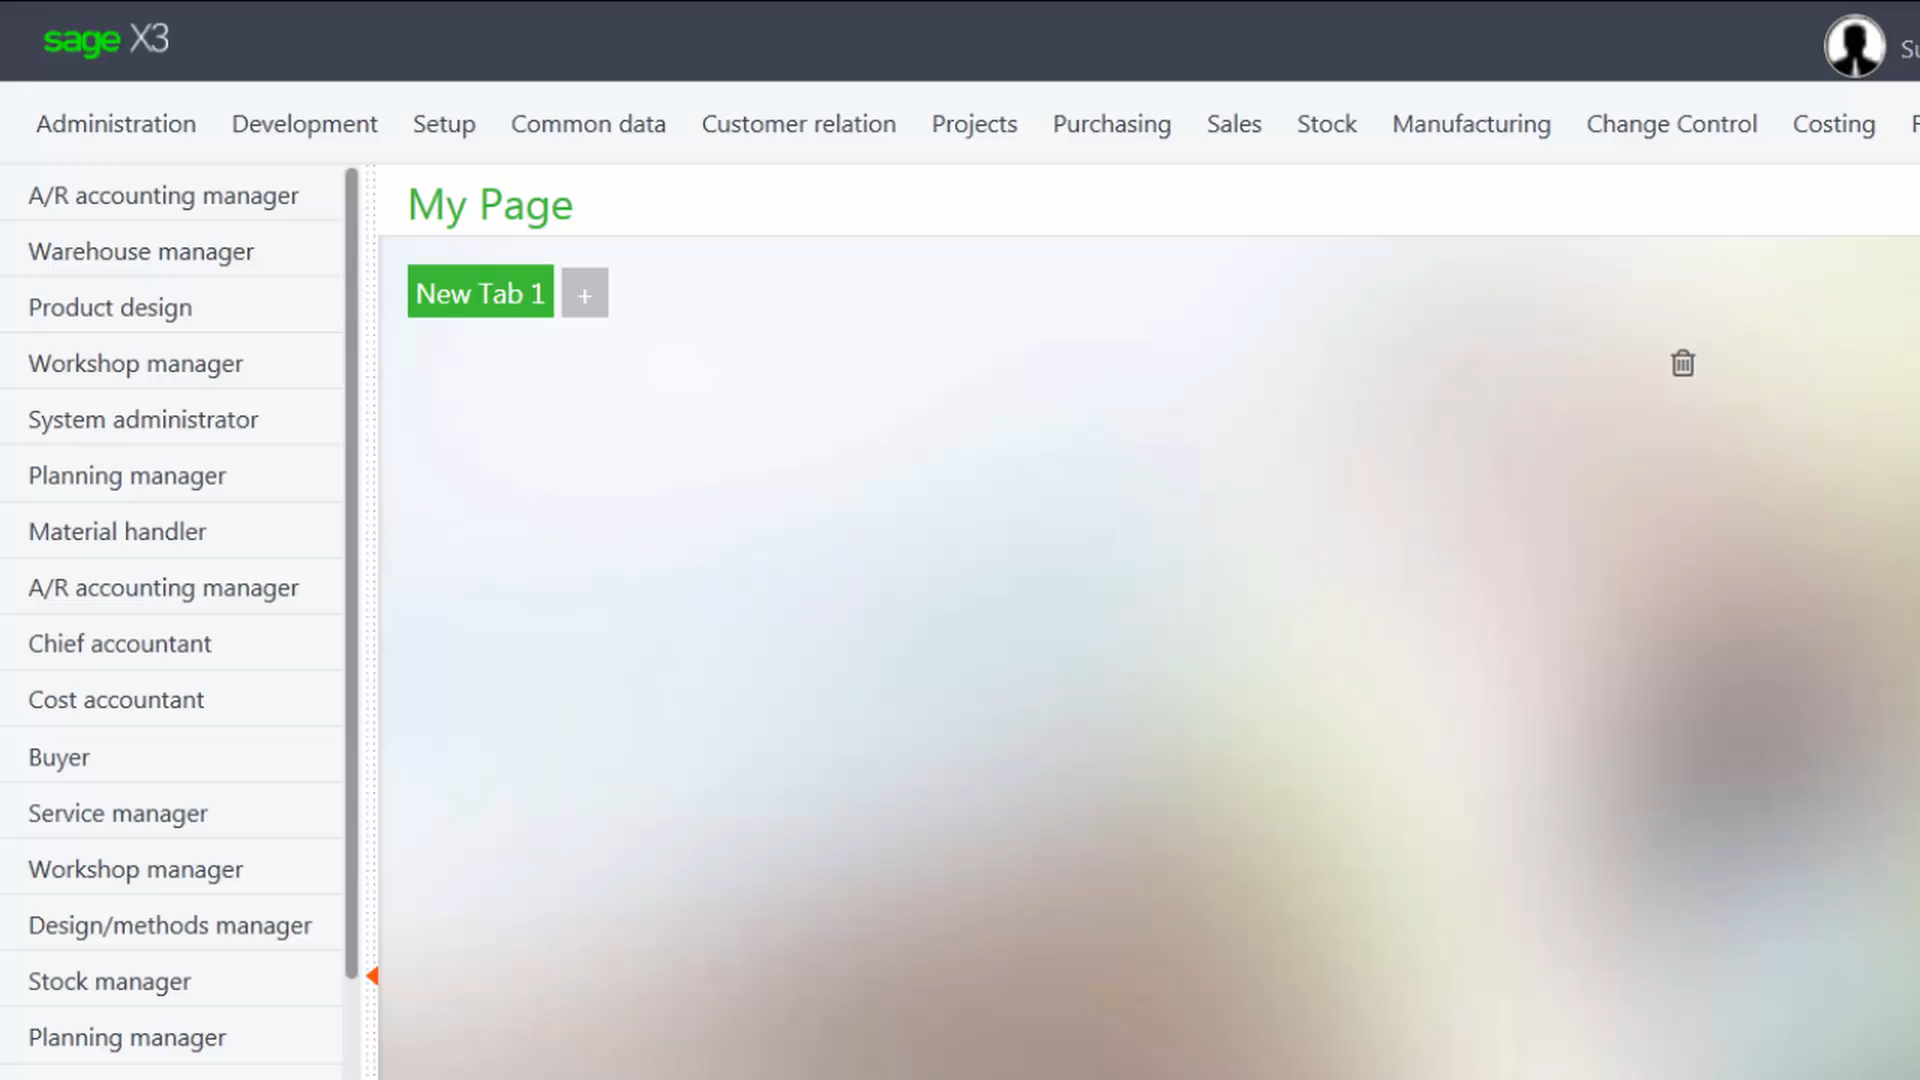 sage X3
Su
Administration Development Setup Common data Customer relation Projects Purchasing Sales Stock Manufacturing Change Control Costing
A/R accounting manager
Warehouse manager
Product design
Workshop manager
System administrator
Planning manager
Material handler
A/R accounting manager
Chief accountant
Cost accountant
Buyer
Service manager
Workshop manager
Design/methods manager
Stock manager
Planning manager
My Page
New Tab 1 +